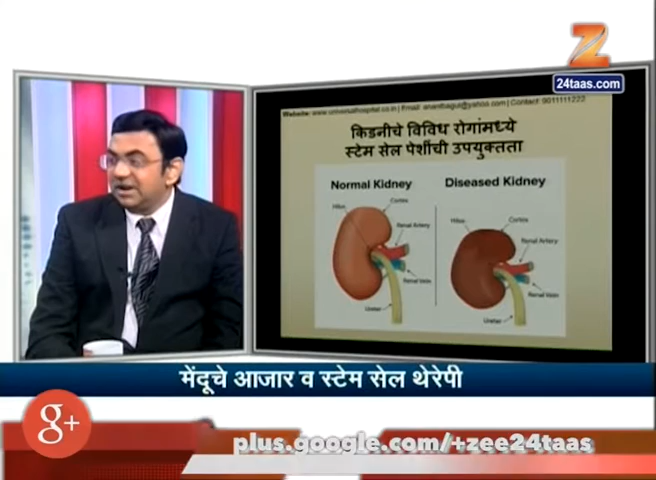 24taas.com
Website:- www.universalhospital.co.in | Email: anantbagul@yahoo.com | Contact: 9011111222
किडनीचे विविध रोगांमध्ये
स्टेम सेल पेशींची उपयुक्तता
Normal Kidney
Diseased Kidney
Hilus
Cortex
Renal Artery
Renal Vein
Ureter
Hilus
Cortex
Renal Artery
Renal Vein
Ureter
मेंदूचे आजार व स्टेम सेल थेरेपी
g+
plus.google.com/+zee24taas